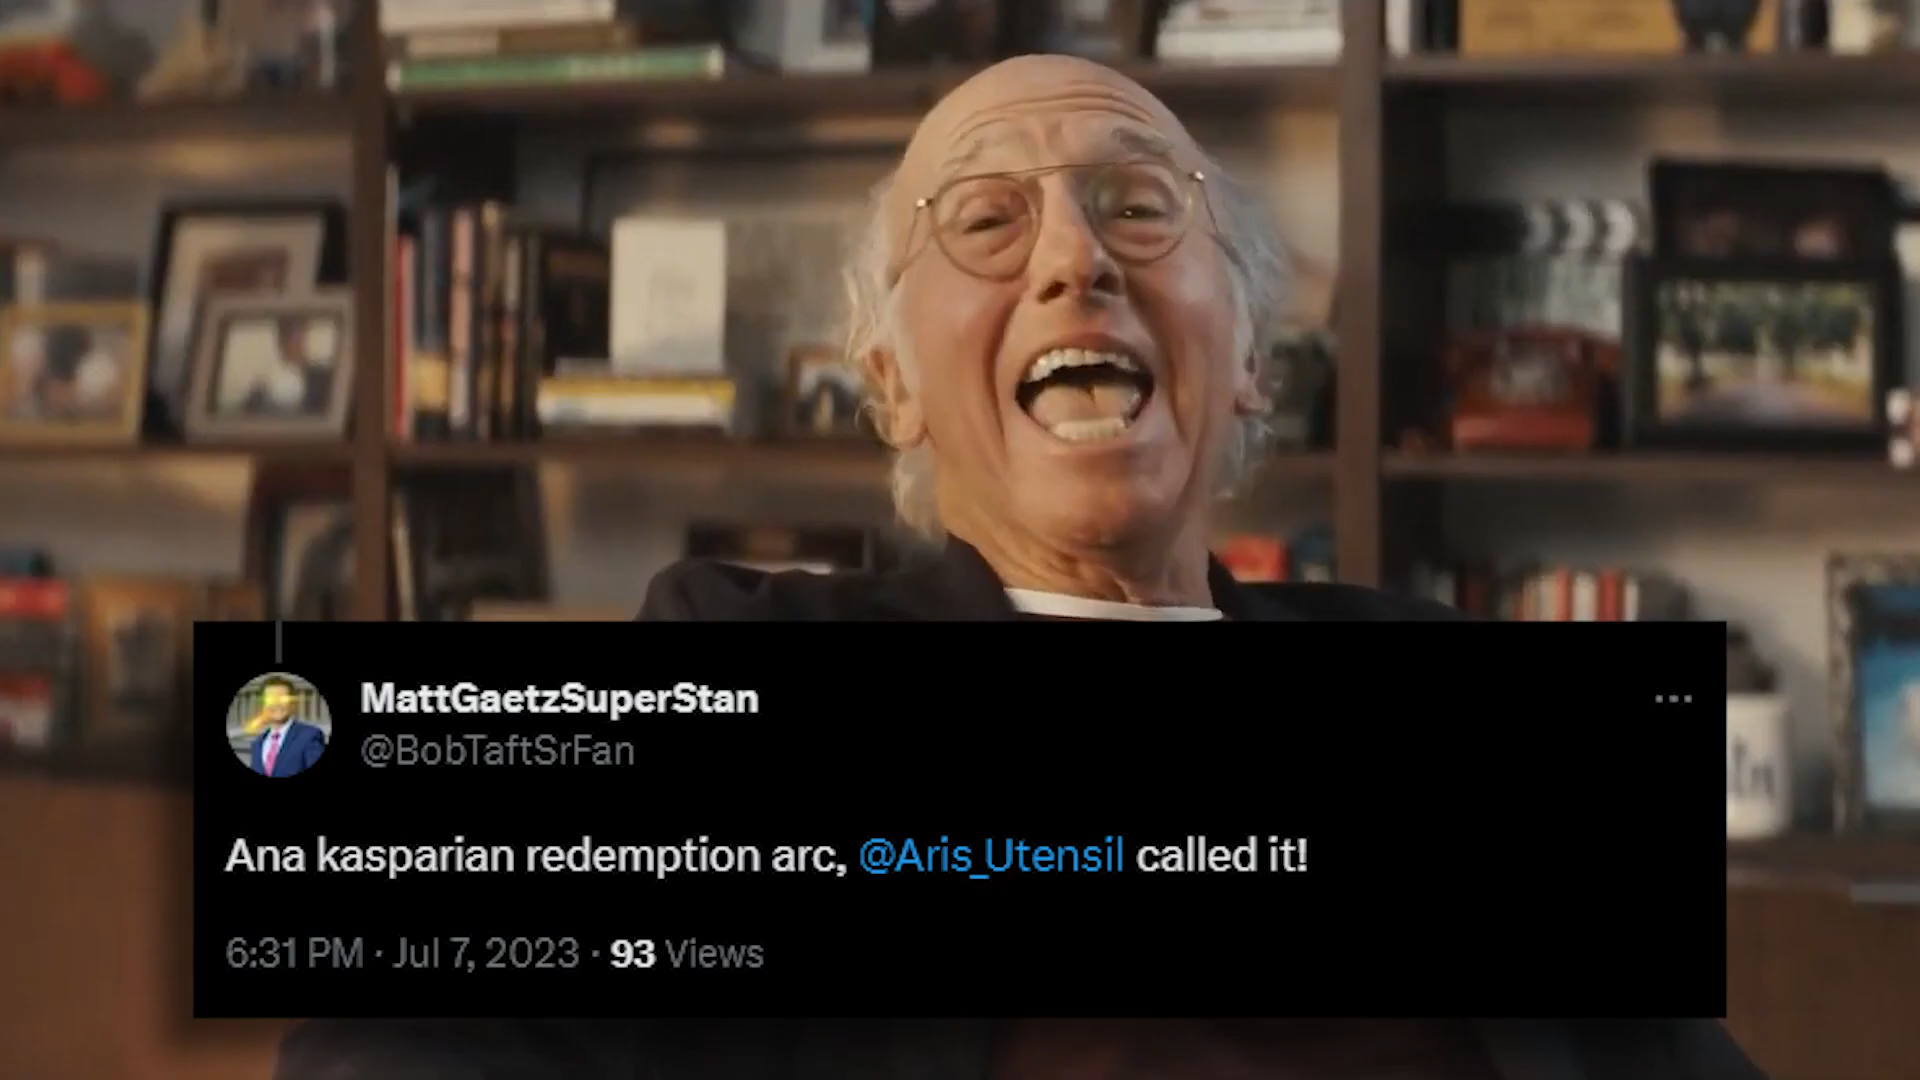 MattGaetzSuperStan
@BobTaftSrFan
Ana kasparian redemption arc, @Aris_Utensil called it!
6:31 PM · Jul 7, 2023 · 93 Views